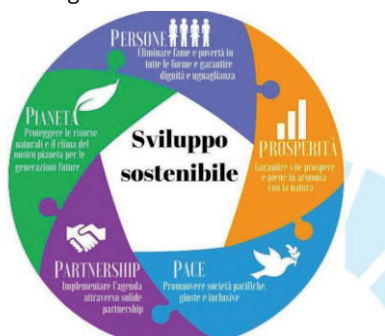 PERSONE
Eliminare fame e povertà in
tutte le forme e garantire
dignità e uguaglianza
PIANETA
Proteggere le risorse
naturali e il clima del
nostro pianeta per le
generazioni future
Sviluppo
sostenibile
PROSPERITÀ
Garantire vite prospere
e piene in armonia
con la natura
PARTNERSHIP
Implementare l'agenda
attraverso solide
partnership
PACE
Promuovere società pacifiche,
giuste e inclusive